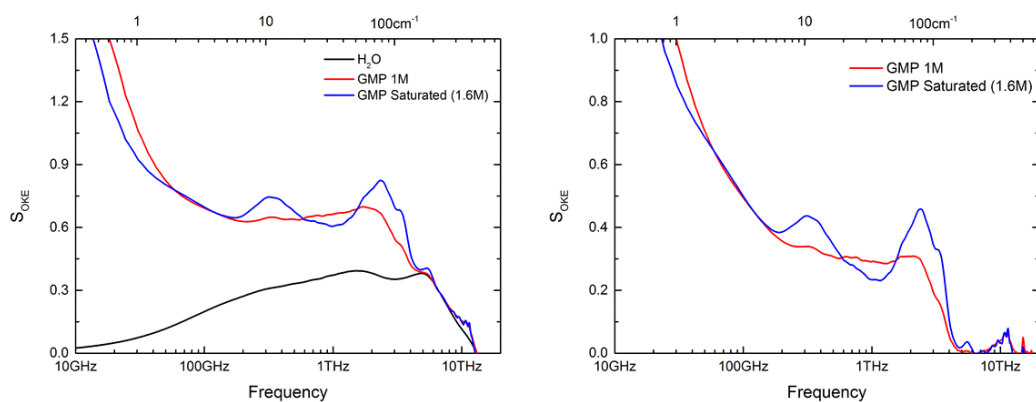 1 10 100cm⁻¹
1.5
1.2
0.9
0.6
0.3
0.0
S_OKE
H₂O
GMP 1M
GMP Saturated (1.6M)
10GHz 100GHz 1THz 10THz
Frequency
1 10 100cm⁻¹
1.0
0.8
0.6
0.4
0.2
0.0
S_OKE
GMP 1M
GMP Saturated (1.6M)
10GHz 100GHz 1THz 10THz
Frequency